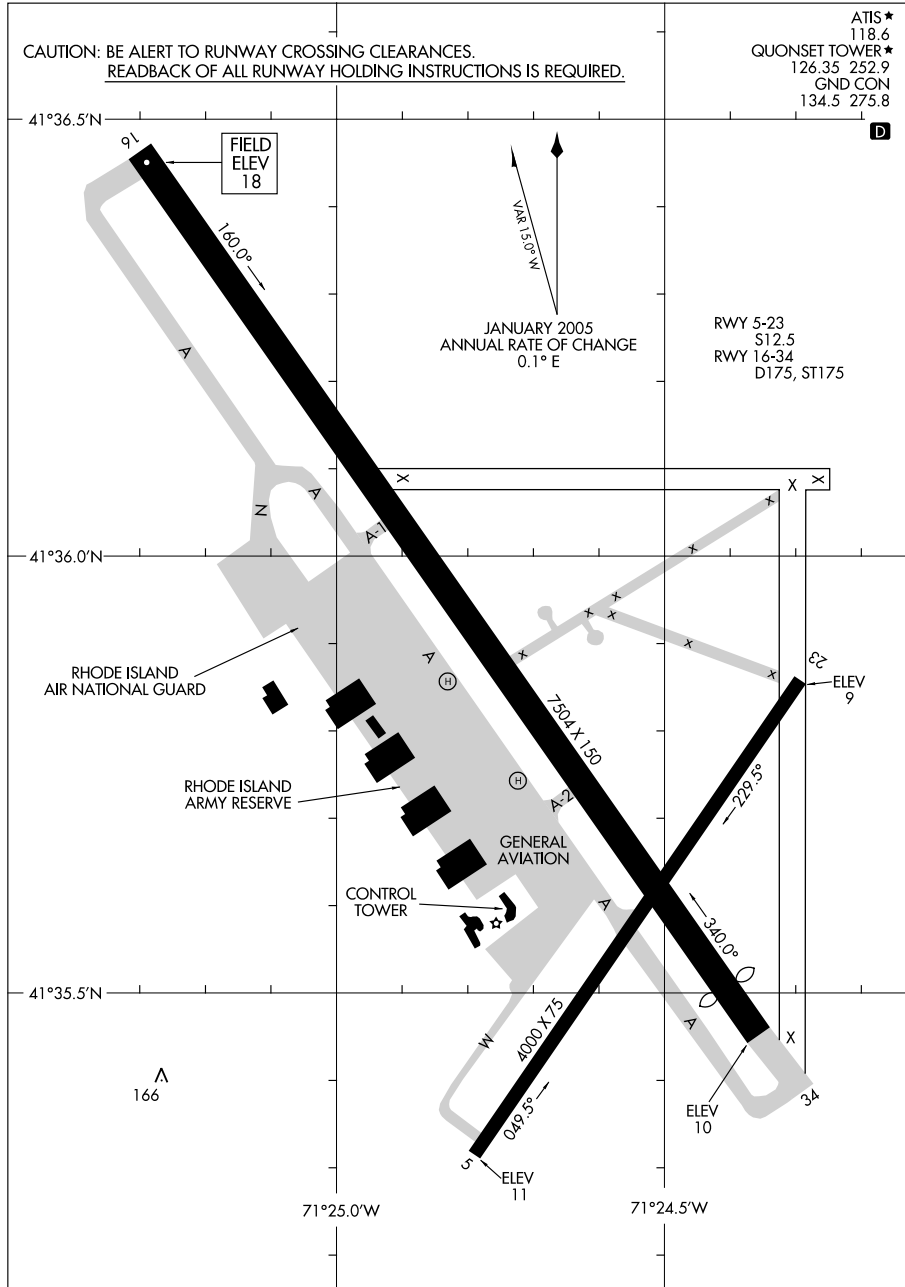 ATIS★
118.6
QUONSET TOWER★
126.35 252.9
GND CON
134.5 275.8
D
CAUTION: BE ALERT TO RUNWAY CROSSING CLEARANCES.
READBACK OF ALL RUNWAY HOLDING INSTRUCTIONS IS REQUIRED.
41°36.5'N
16
FIELD
ELEV
18
160.0°
VAR 15.0° W
JANUARY 2005
ANNUAL RATE OF CHANGE
0.1° E
RWY 5-23
S12.5
RWY 16-34
D175, ST175
A
X
X
X
A
N
A-1
41°36.0'N
X
X
X
X
X
X
X
X
23
ELEV
9
RHODE ISLAND
AIR NATIONAL GUARD
A
H
7504 X 150
229.5°
RHODE ISLAND
ARMY RESERVE
H
A-2
GENERAL
AVIATION
CONTROL
TOWER
A
340.0°
41°35.5'N
4000 X 75
A
X
W
166
049.5°
ELEV
10
34
5
ELEV
11
71°25.0'W
71°24.5'W